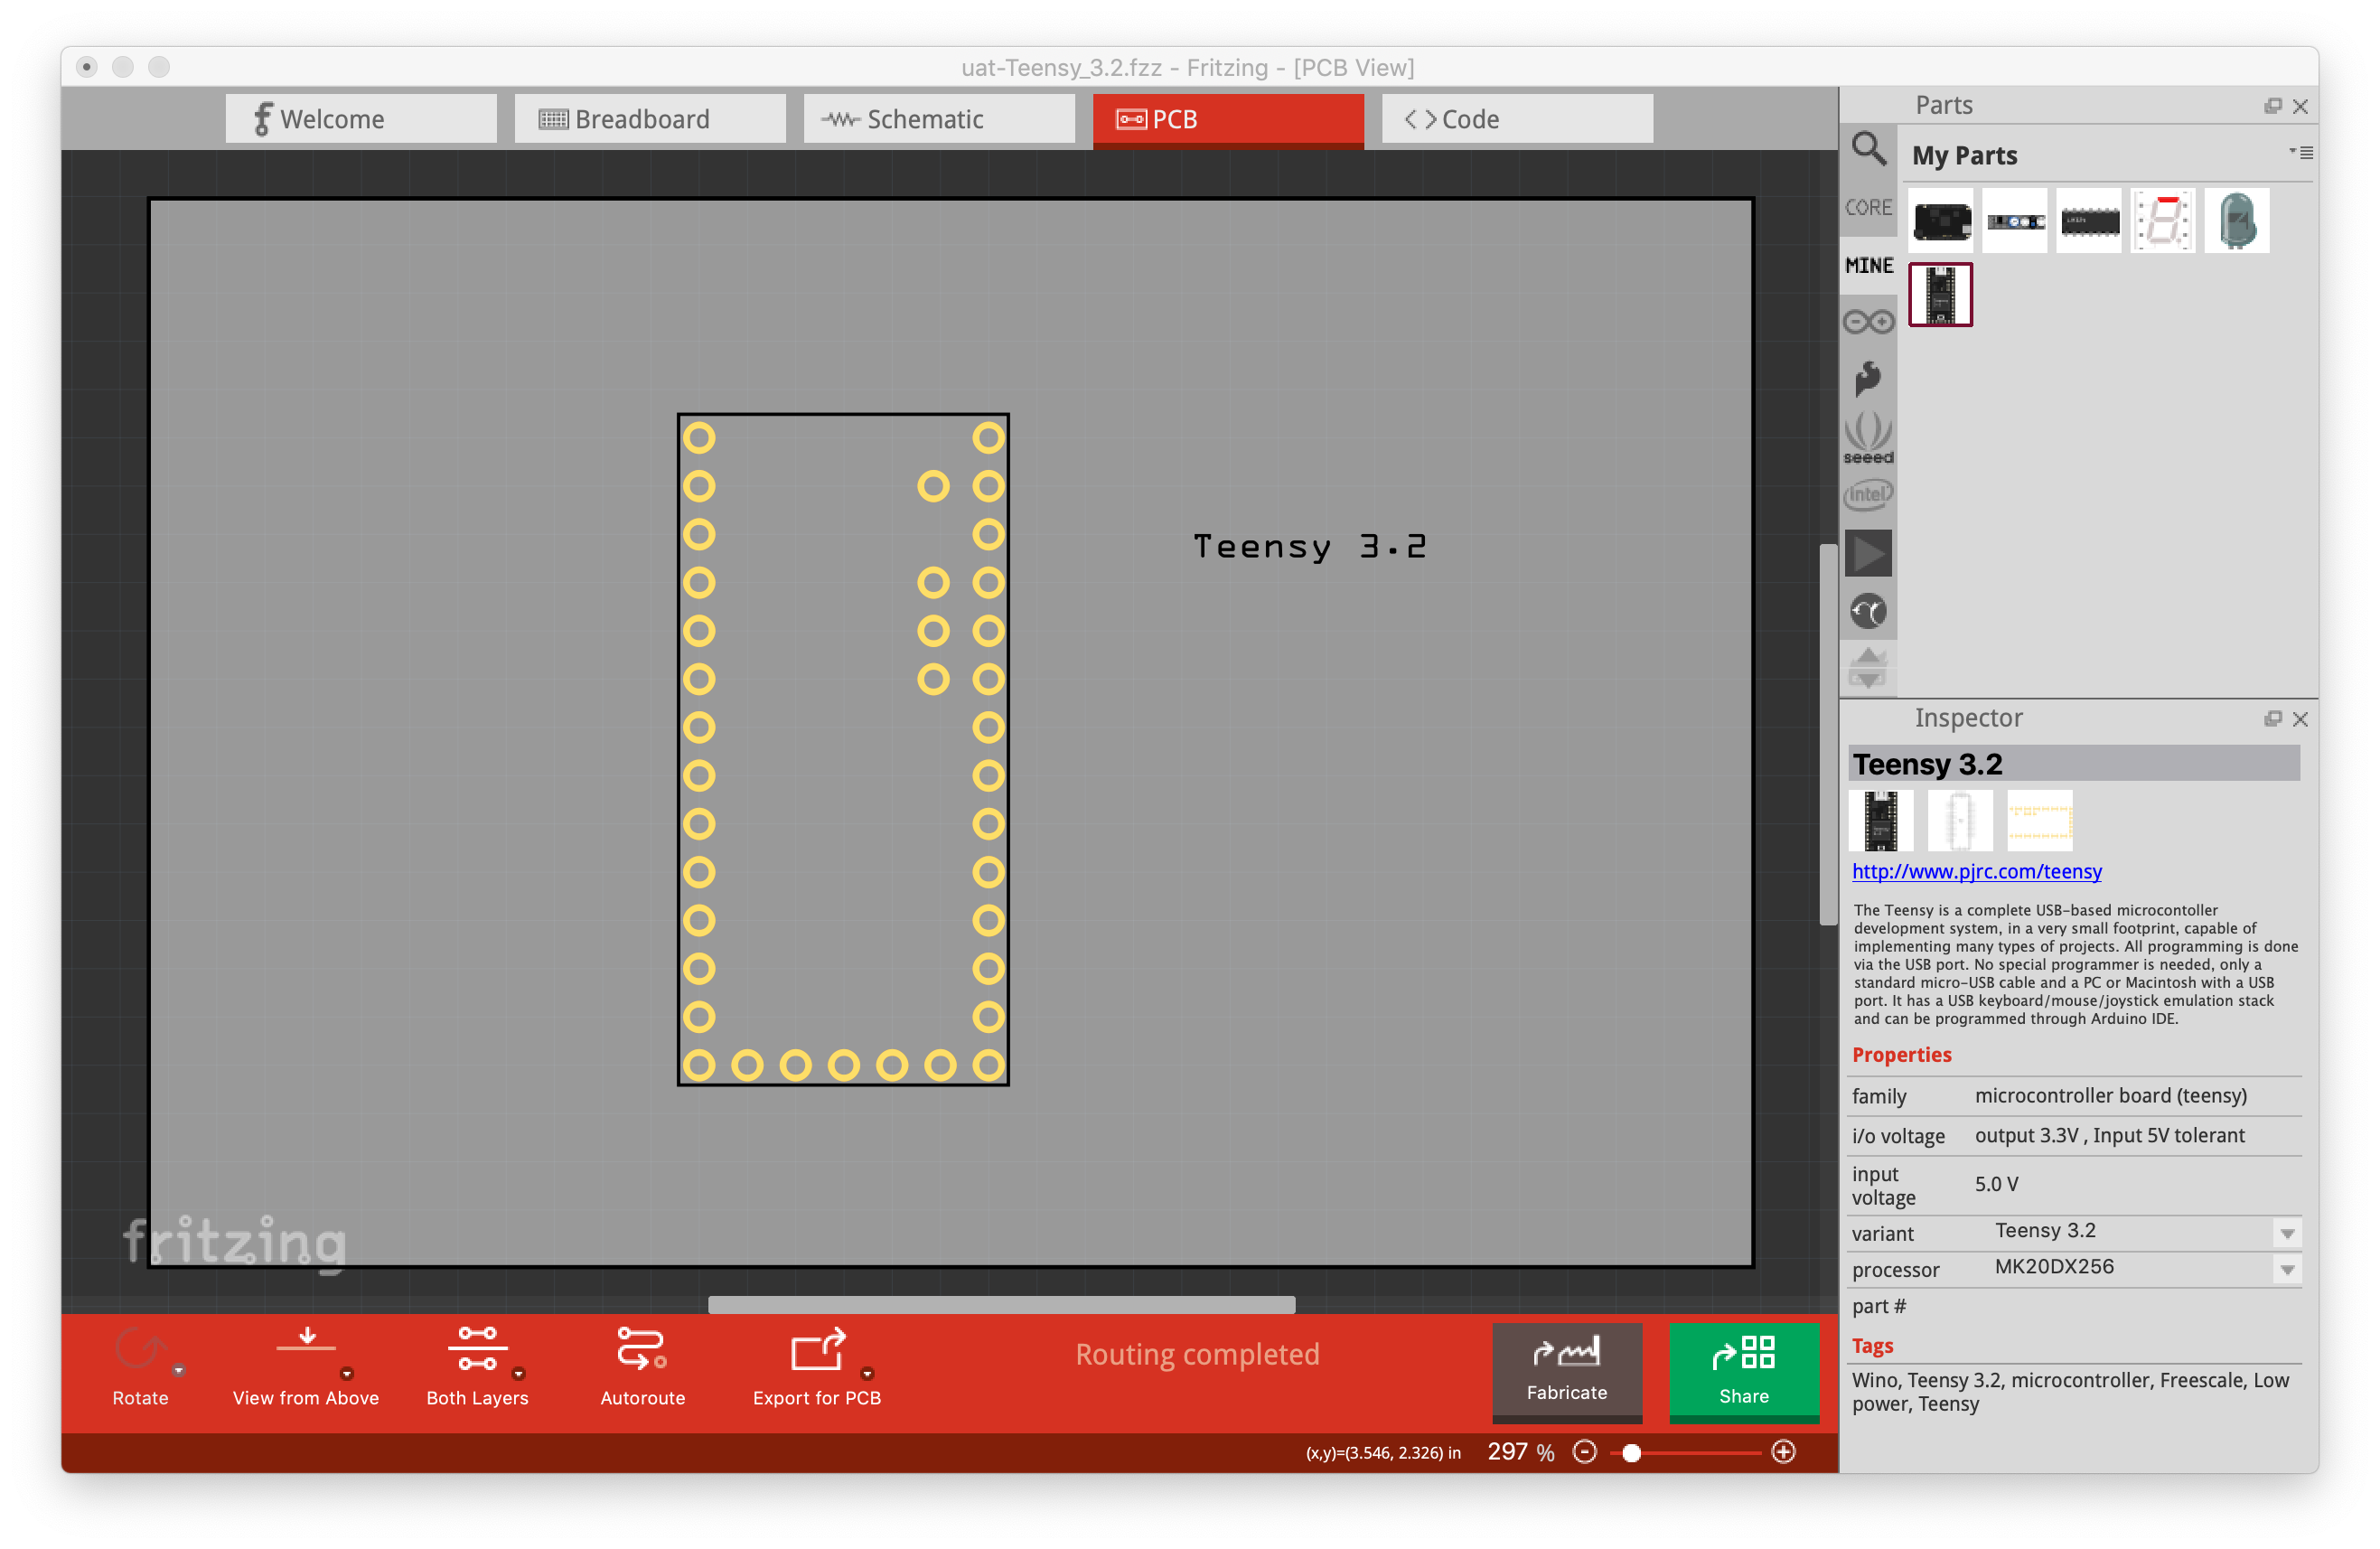 uat-Teensy_3.2.fzz - Fritzing - [PCB View]
Welcome
Breadboard
Schematic
PCB
Code
Parts
My Parts
CORE
MINE
seeed
intel
Teensy 3.2
fritzing
Inspector
Teensy 3.2
http://www.pjrc.com/teensy
The Teensy is a complete USB-based microcontoller
development system, in a very small footprint, capable of
implementing many types of projects. All programming is done
via the USB port. No special programmer is needed, only a
standard micro-USB cable and a PC or Macintosh with a USB
port. It has a USB keyboard/mouse/joystick emulation stack
and can be programmed through Arduino IDE.
Properties
family microcontroller board (teensy)
i/o voltage output 3.3V , Input 5V tolerant
input
voltage 5.0 V
variant Teensy 3.2
processor MK20DX256
part #
Tags
Wino, Teensy 3.2, microcontroller, Freescale, Low
power, Teensy
Rotate
View from Above
Both Layers
Autoroute
Export for PCB
Routing completed
Fabricate
Share
(x,y)=(3.546, 2.326) in 297 %